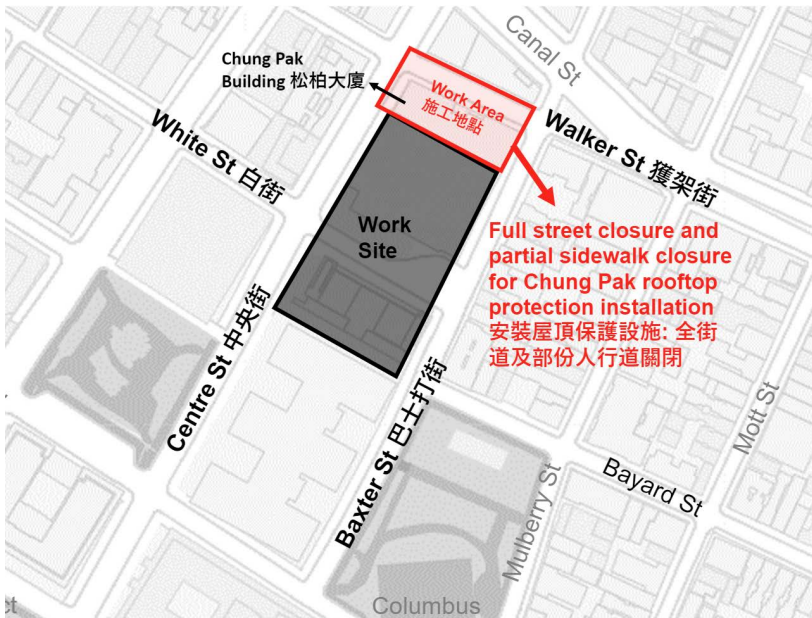 Canal St
Chung Pak
Building 松柏大廈
Work Area
施工地點
White St 白街
Walker St 獲架街
Work
Site
Full street closure and
partial sidewalk closure
for Chung Pak rooftop
protection installation
安裝屋頂保護設施: 全街
道及部份人行道關閉
Centre St 中央街
Baxter St 巴士打街
Mott St
Bayard St
Mulberry St
Columbus
ct